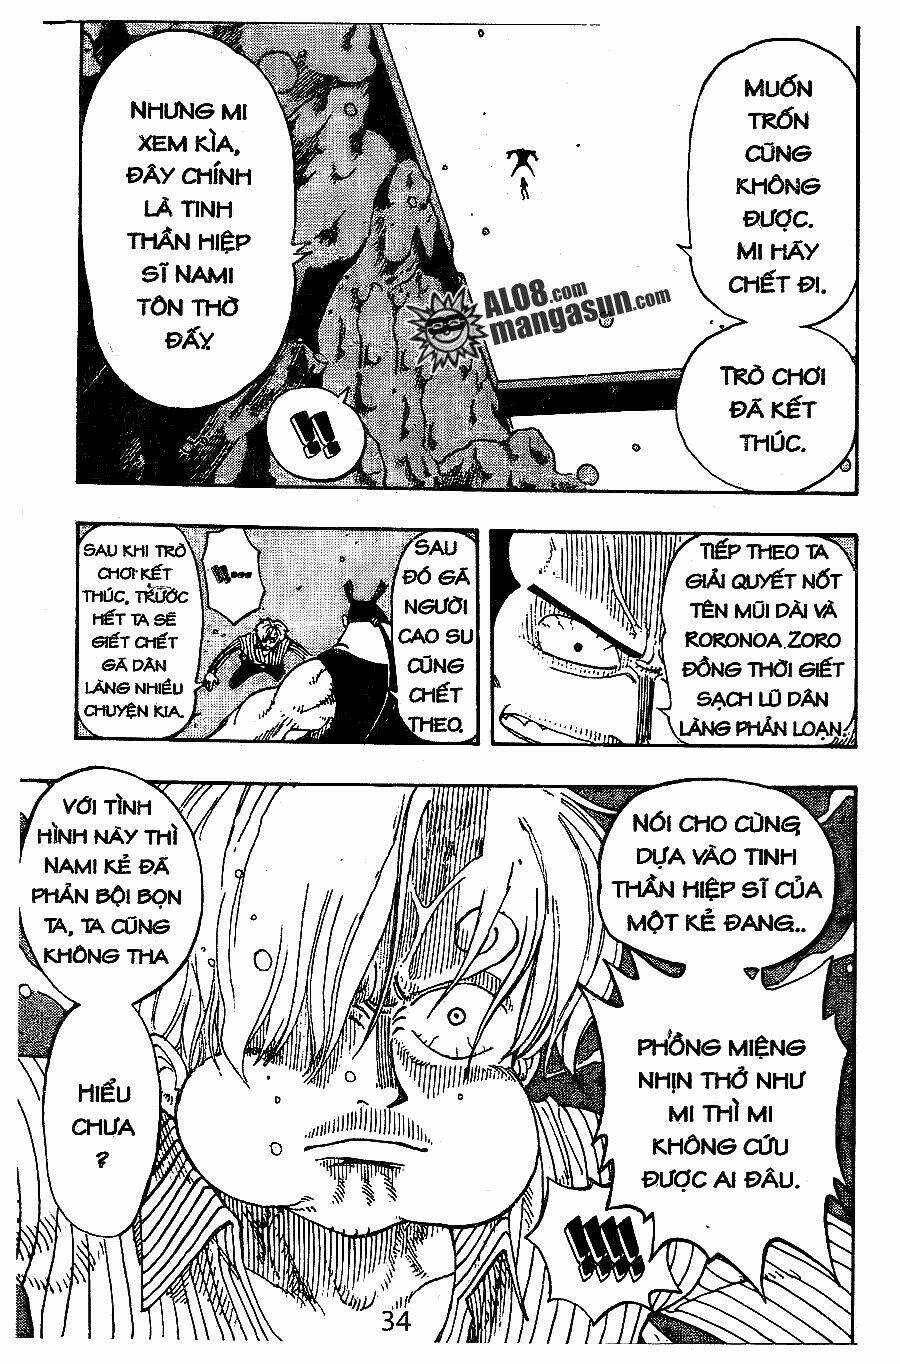 MUỐN
TRỐN
CŨNG
KHÔNG
ĐƯỢC.
MI HÃY
CHẾT ĐI.
TRÒ CHƠI
ĐÃ KẾT
THÚC.
NHƯNG MI
XEM KÌA,
ĐÂY CHÍNH
LÀ TINH
THẦN HIỆP
SĨ NAMI
TÔN THỜ
ĐẤY.
!!
AL08.com
mangasun.com
TIẾP THEO TA
GIẢI QUYẾT NỐT
TÊN MŨI DÀI VÀ
RORONOA ZORO
ĐỒNG THỜI GIẾT
SẠCH LŨ DÂN
LÀNG PHẢN LOẠN.
SAU
ĐÓ GÃ
NGƯỜI
CAO SU
CŨNG
CHẾT
THEO.
!!...
SAU KHI TRÒ
CHƠI KẾT
THÚC, TRƯỚC
HẾT TA SẼ
GIẾT CHẾT
GÃ DÂN
LÀNG NHIỀU
CHUYỆN KIA.
NÓI CHO CÙNG,
DỰA VÀO TINH
THẦN HIỆP SĨ CỦA
MỘT KẺ ĐANG..
PHỒNG MIỆNG
NHỊN THỞ NHƯ
MI THÌ MI
KHÔNG CỨU
ĐƯỢC AI ĐÂU.
!!!!
VỚI TÌNH
HÌNH NÀY THÌ
NAMI KẺ ĐÃ
PHẢN BỘI BỌN
TA, TA CŨNG
KHÔNG THA
HIỂU
CHƯA
?
34